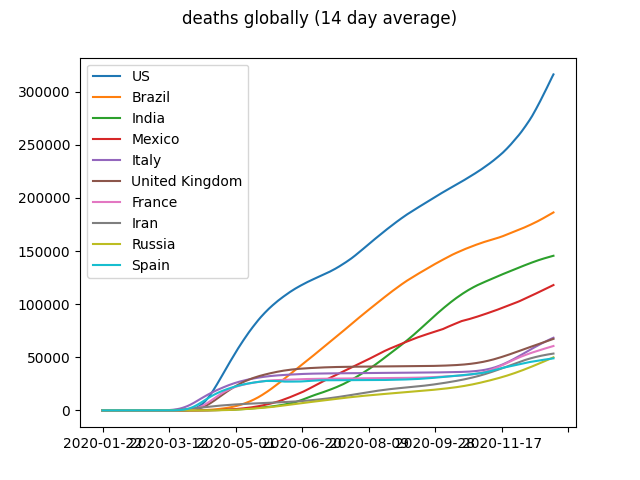 deaths globally (14 day average)
US
Brazil
India
Mexico
Italy
United Kingdom
France
Iran
Russia
Spain
300000
250000
200000
150000
100000
50000
0
2020-01-22 2020-03-12 2020-05-01 2020-06-20 2020-08-09 2020-09-28 2020-11-17